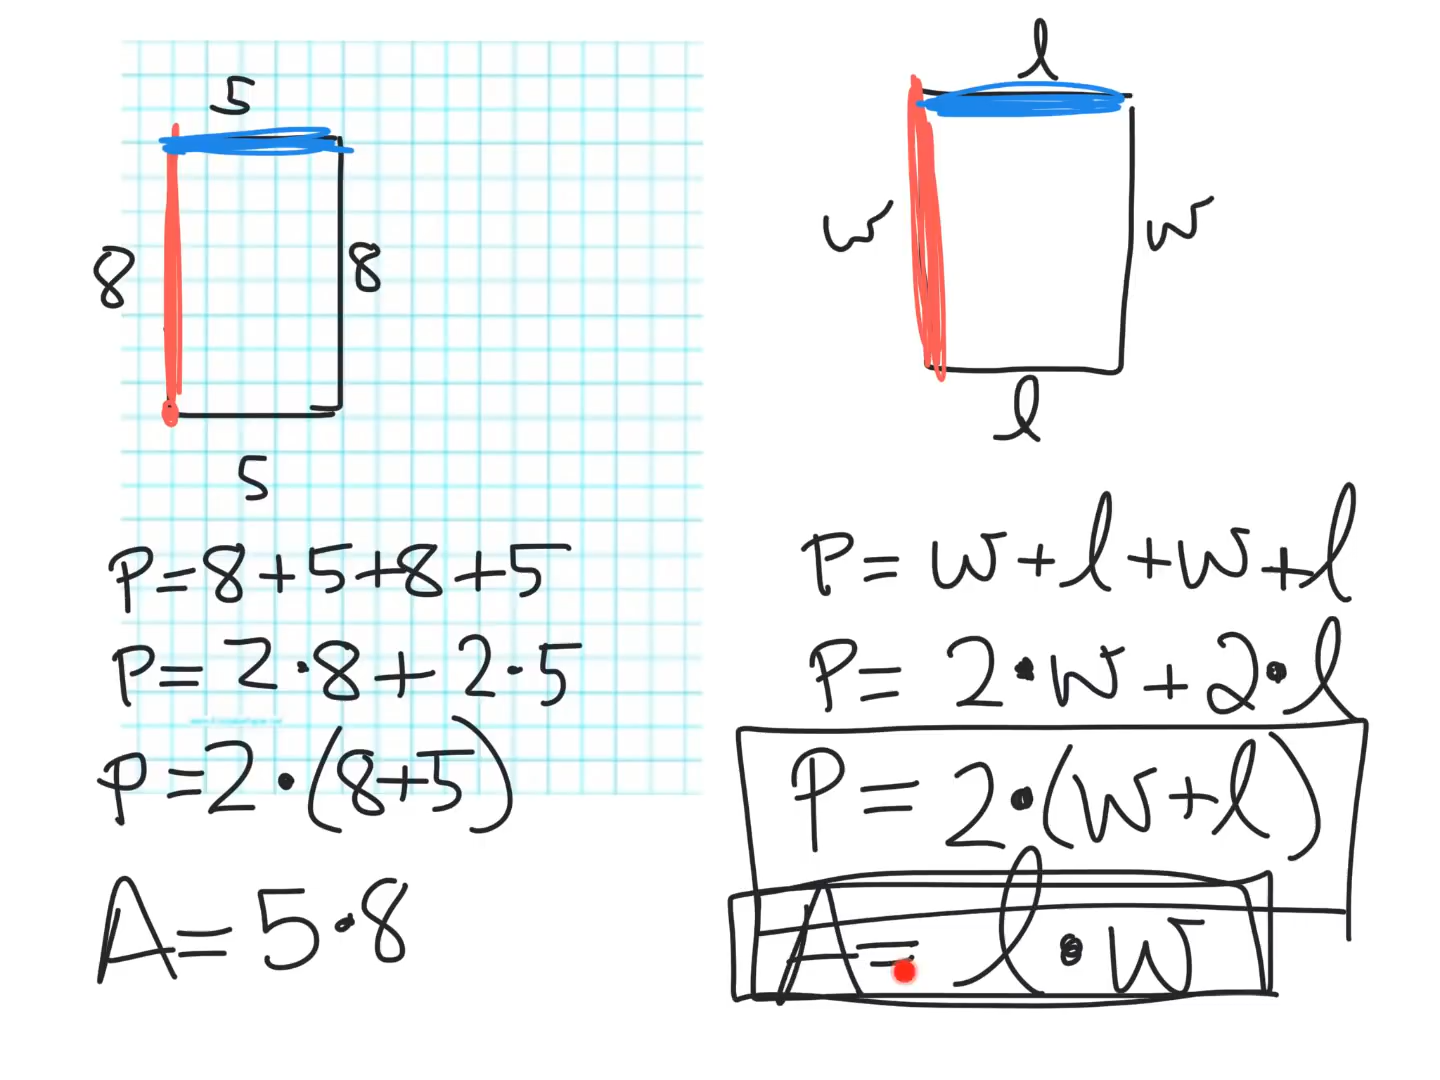 5
8
8
5
P=8+5+8+5
P=2·8+2·5
P=2·(8+5)
A=5·8
l
w
w
l
P=w+l+w+l
P=2·w+2·l
P=2·(w+l)
A=l·w